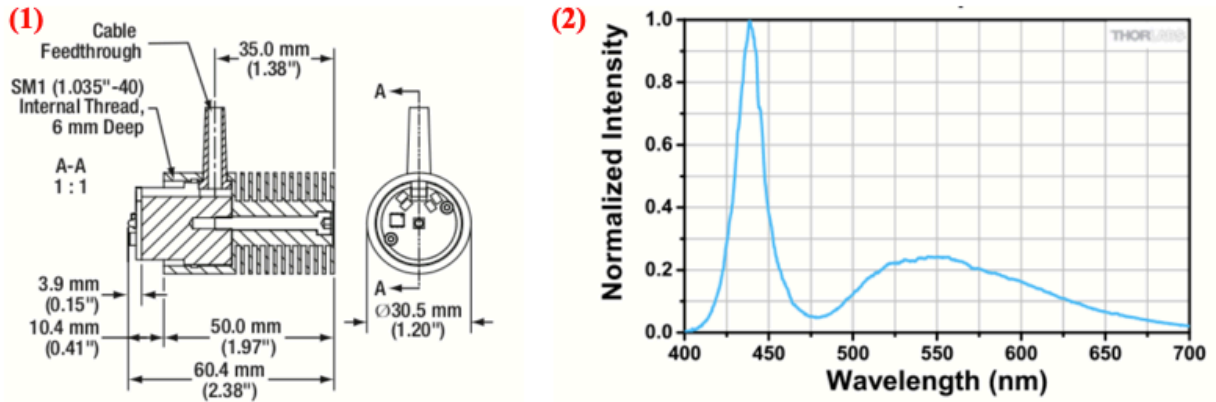 (1)
Cable
Feedthrough
35.0 mm
(1.38")
SM1 (1.035"-40)
Internal Thread,
6 mm Deep
A-A
1 : 1
A
A
3.9 mm
(0.15")
10.4 mm
(0.41")
50.0 mm
(1.97")
60.4 mm
(2.38")
Ø30.5 mm
(1.20")
(2)
THORLABS
Normalized Intensity
1.0
0.8
0.6
0.4
0.2
0.0
400 450 500 550 600 650 700
Wavelength (nm)